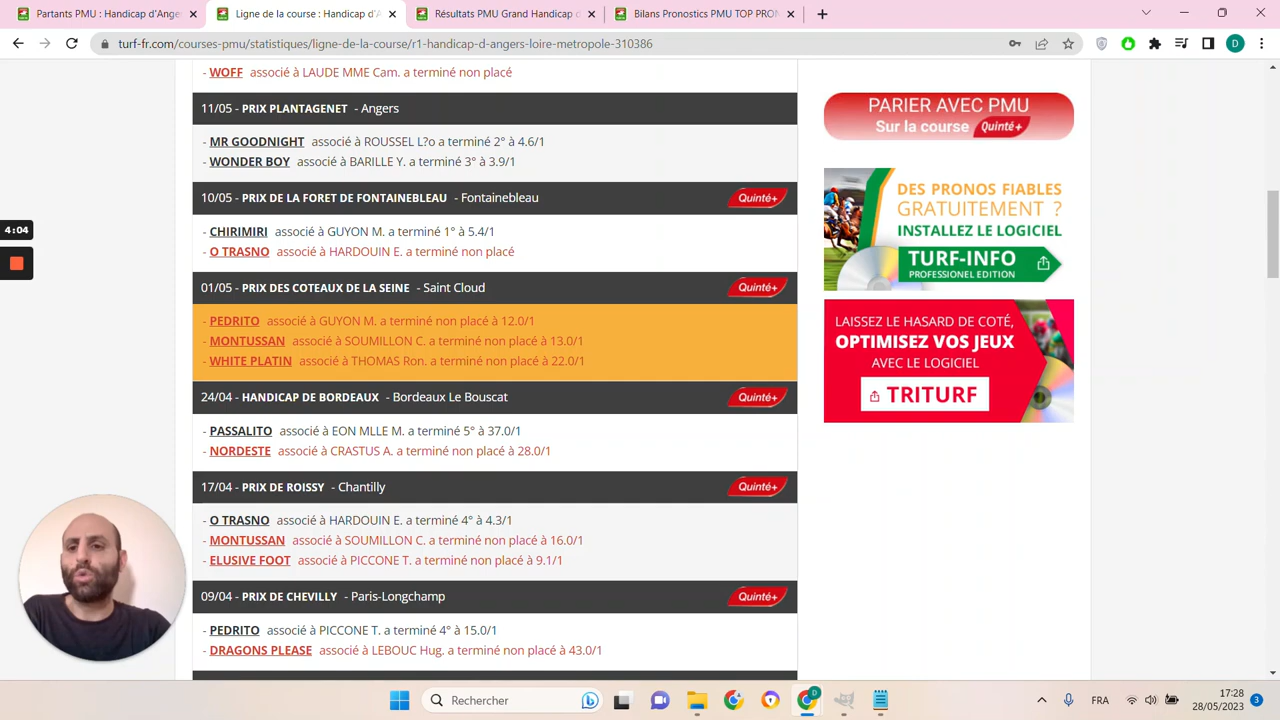 Partants PMU : Handicap d'Ange
Ligne de la course : Handicap d'A
Résultats PMU Grand Handicap d
Bilans Pronostics PMU TOP PRON
turf-fr.com/courses-pmu/statistiques/ligne-de-la-course/r1-handicap-d-angers-loire-metropole-310386
D
- WOFF associé à LAUDE MME Cam. a terminé non placé
11/05 - PRIX PLANTAGENET - Angers
- MR GOODNIGHT associé à ROUSSEL L?o a terminé 2° à 4.6/1
- WONDER BOY associé à BARILLE Y. a terminé 3° à 3.9/1
10/05 - PRIX DE LA FORET DE FONTAINEBLEAU - Fontainebleau Quinté+
- CHIRIMIRI associé à GUYON M. a terminé 1° à 5.4/1
- O TRASNO associé à HARDOUIN E. a terminé non placé
01/05 - PRIX DES COTEAUX DE LA SEINE - Saint Cloud Quinté+
- PEDRITO associé à GUYON M. a terminé non placé à 12.0/1
- MONTUSSAN associé à SOUMILLON C. a terminé non placé à 13.0/1
- WHITE PLATIN associé à THOMAS Ron. a terminé non placé à 22.0/1
24/04 - HANDICAP DE BORDEAUX - Bordeaux Le Bouscat Quinté+
- PASSALITO associé à EON MLLE M. a terminé 5° à 37.0/1
- NORDESTE associé à CRASTUS A. a terminé non placé à 28.0/1
17/04 - PRIX DE ROISSY - Chantilly Quinté+
- O TRASNO associé à HARDOUIN E. a terminé 4° à 4.3/1
- MONTUSSAN associé à SOUMILLON C. a terminé non placé à 16.0/1
- ELUSIVE FOOT associé à PICCONE T. a terminé non placé à 9.1/1
09/04 - PRIX DE CHEVILLY - Paris-Longchamp Quinté+
- PEDRITO associé à PICCONE T. a terminé 4° à 15.0/1
- DRAGONS PLEASE associé à LEBOUC Hug. a terminé non placé à 43.0/1
PARIER AVEC PMU
Sur la course Quinté+
DES PRONOS FIABLES
GRATUITEMENT ?
INSTALLEZ LE LOGICIEL
TURF-INFO
PROFESSIONEL EDITION
LAISSEZ LE HASARD DE COTÉ,
OPTIMISEZ VOS JEUX
AVEC LE LOGICIEL
TRITURF
4:04
Rechercher
D
FRA
17:28
28/05/2023
3